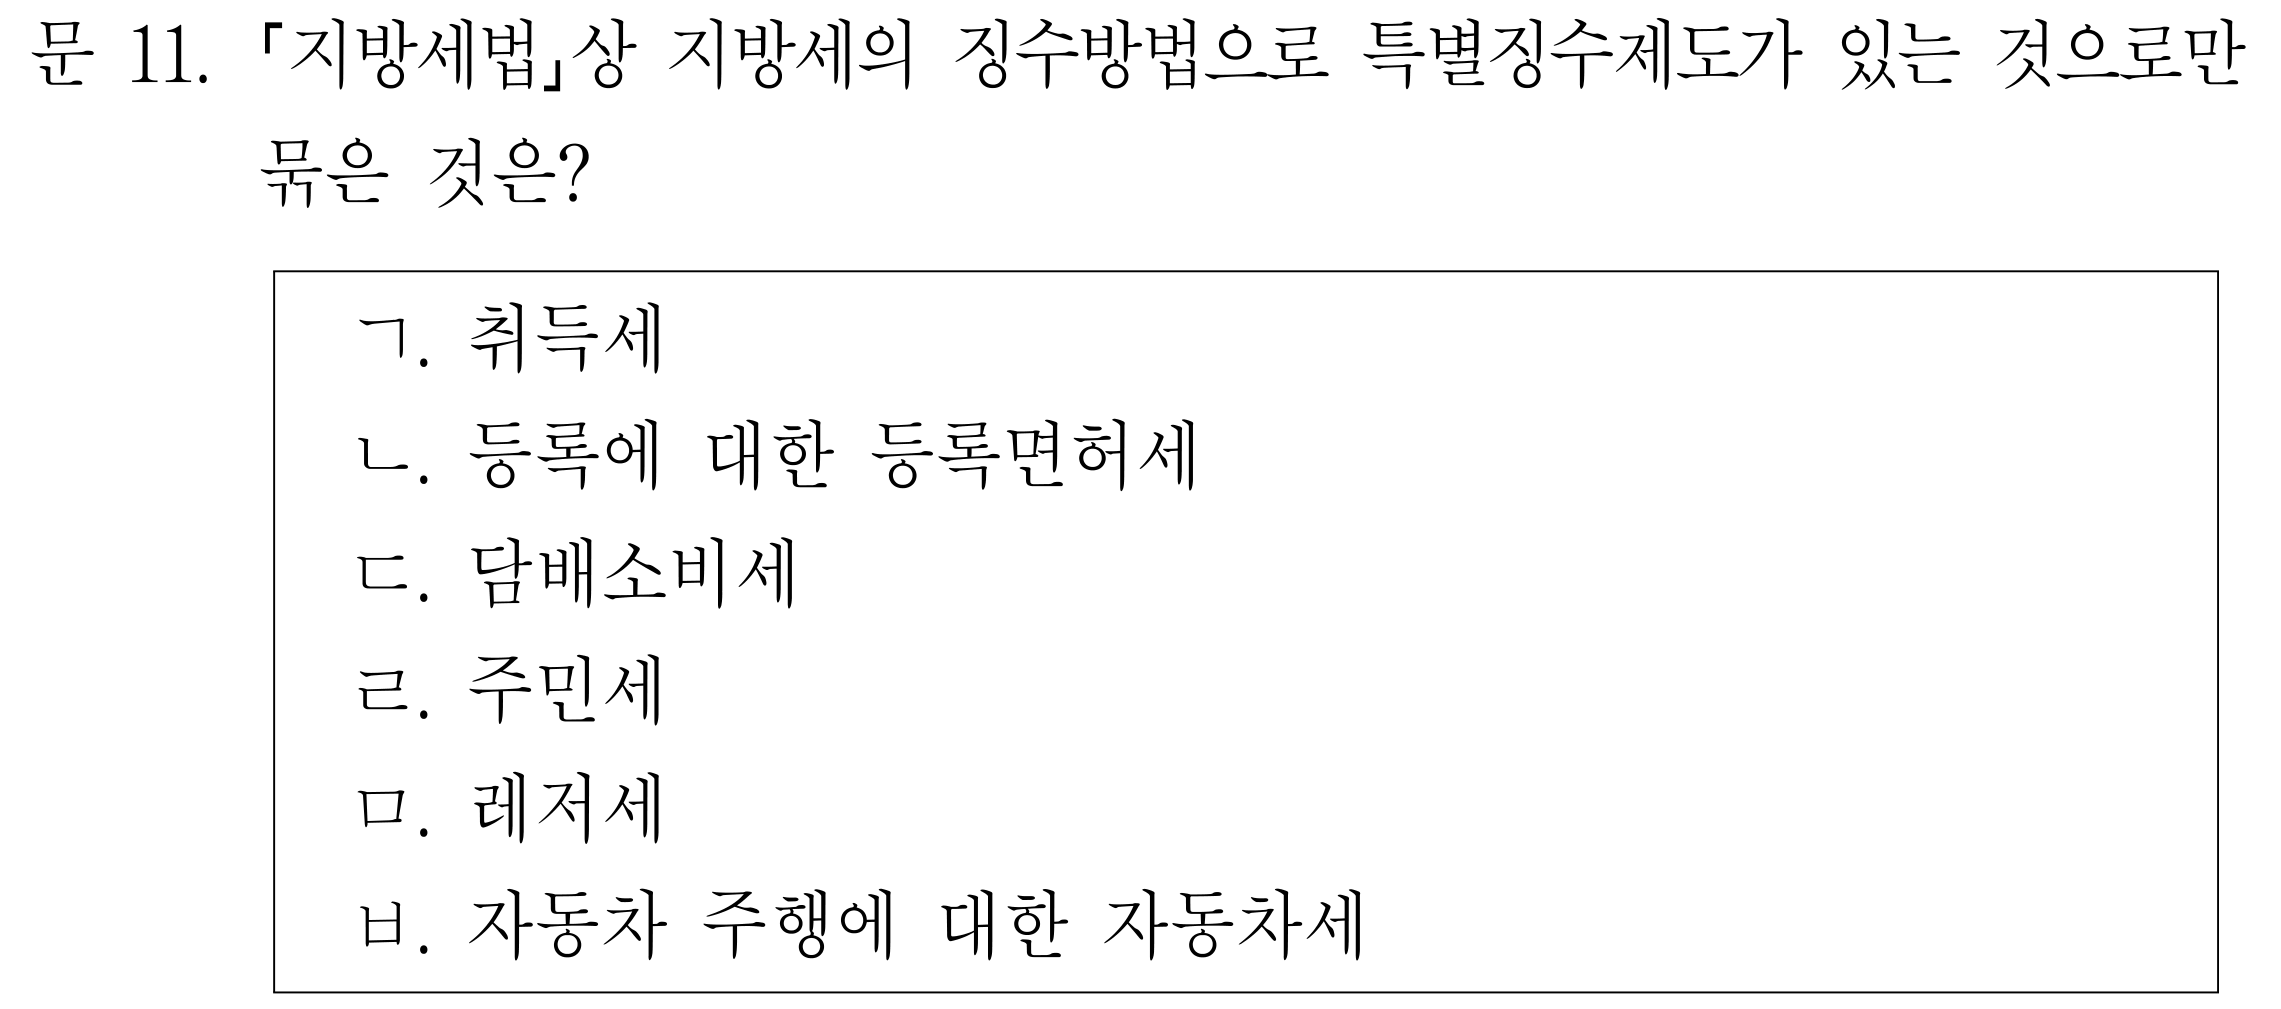 문 11. 「지방세법」상 지방세의 징수방법으로 특별징수제도가 있는 것으로만
묶은 것은?
ㄱ. 취득세
ㄴ. 등록에 대한 등록면허세
ㄷ. 담배소비세
ㄹ. 주민세
ㅁ. 레저세
ㅂ. 자동차 주행에 대한 자동차세